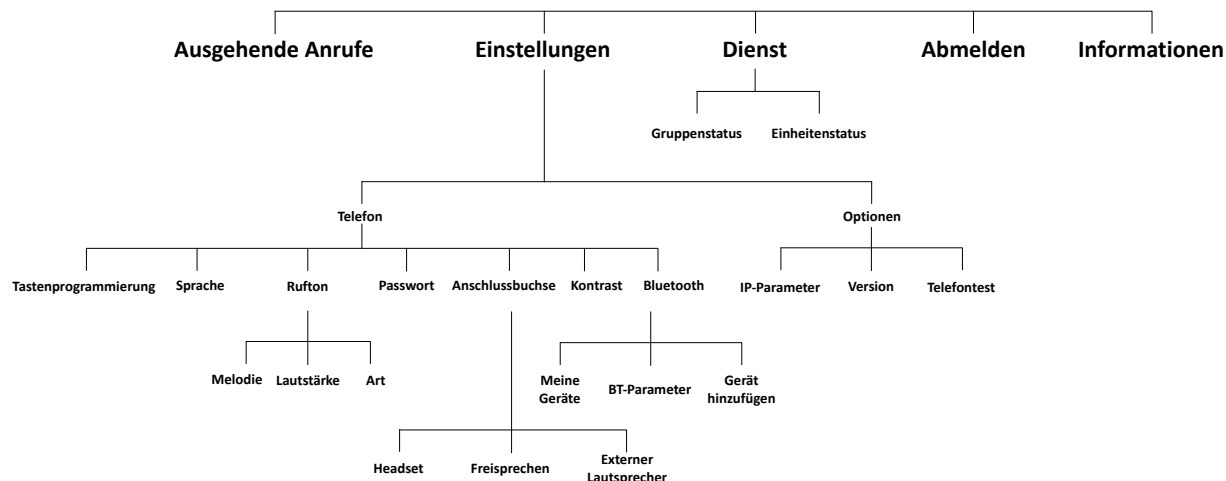 Ausgehende Anrufe
Einstellungen
Dienst
Abmelden
Informationen
Gruppenstatus
Einheitenstatus
Telefon
Optionen
Tastenprogrammierung
Sprache
Rufton
Passwort
Anschlussbuchse
Kontrast
Bluetooth
IP-Parameter
Version
Telefontest
Melodie
Lautstärke
Art
Meine
Geräte
BT-Parameter
Gerät
hinzufügen
Headset
Freisprechen
Externer
Lautsprecher